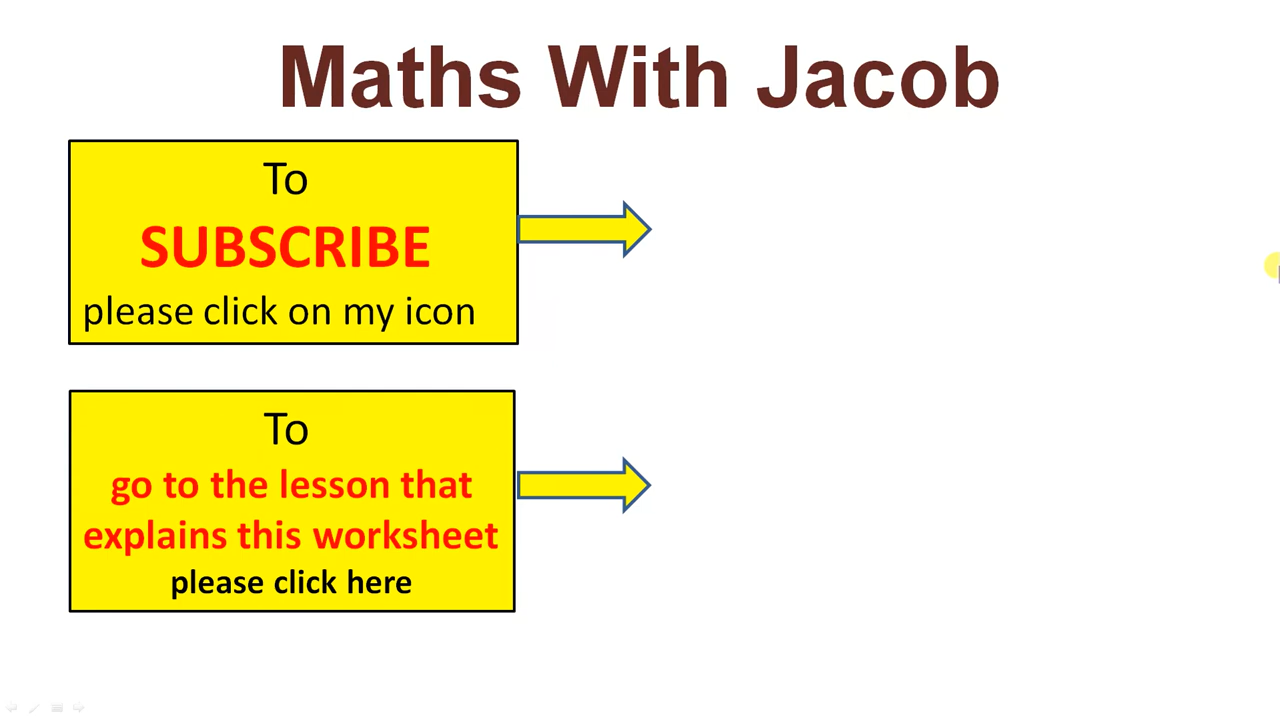 Maths With Jacob
To
SUBSCRIBE
please click on my icon
To
go to the lesson that
explains this worksheet
please click here